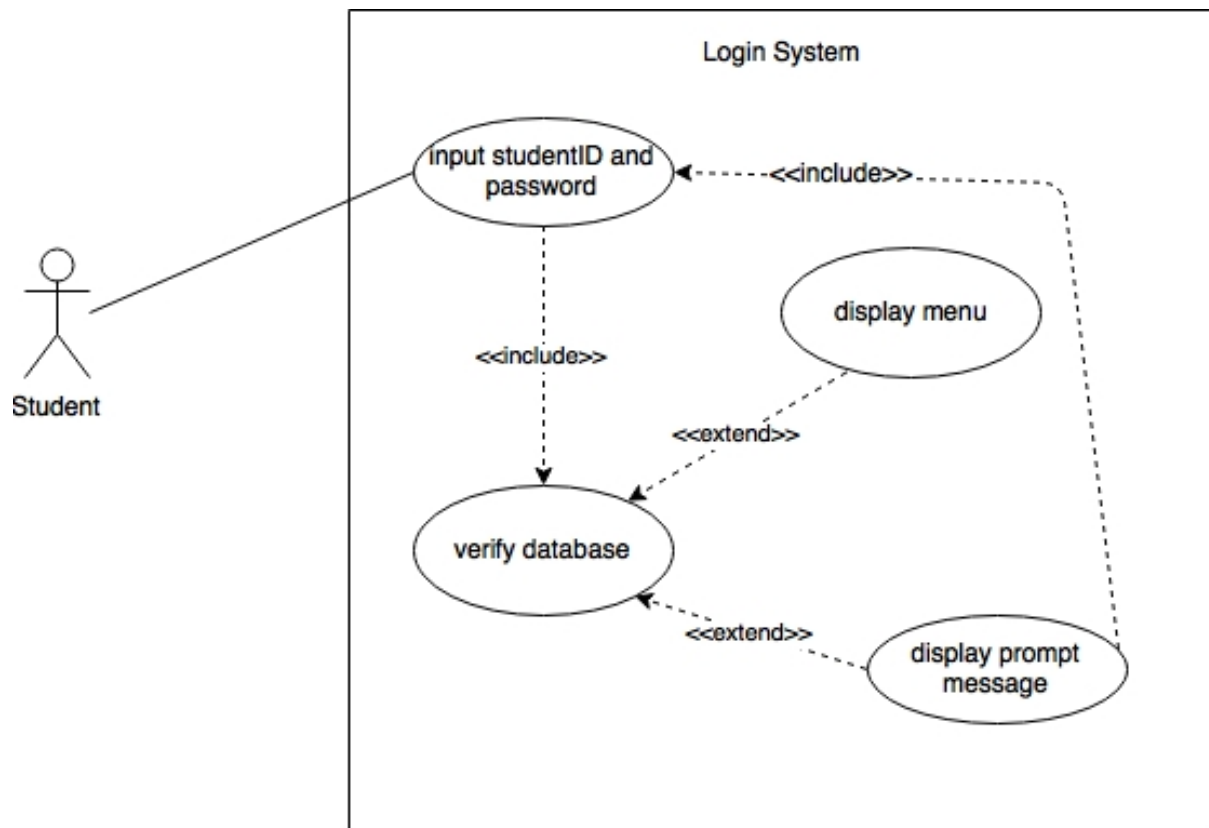 Login System
input studentID and
password
<<include>>
display menu
<<include>>
Student
<<extend>>
verify database
<<extend>>
display prompt
message